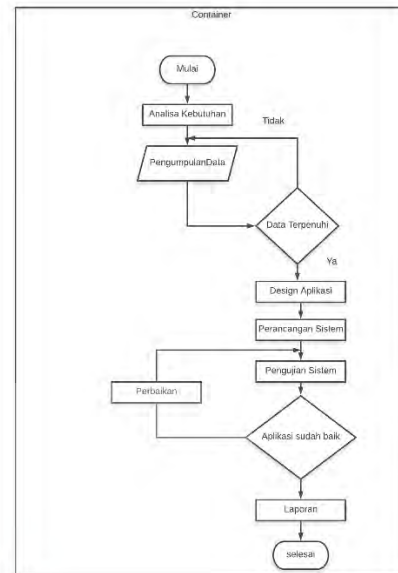 Container
Mulai
Analisa Kebutuhan
Tidak
PengumpulanData
Data Terpenuhi
Ya
Design Aplikasi
Perancangan Sistem
Pengujian Sistem
Perbaikan
Aplikasi sudah baik
Laporan
selesai